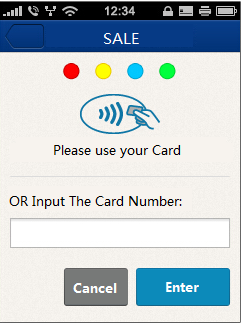 12:34
SALE
Please use your Card
OR Input The Card Number:
Cancel
Enter